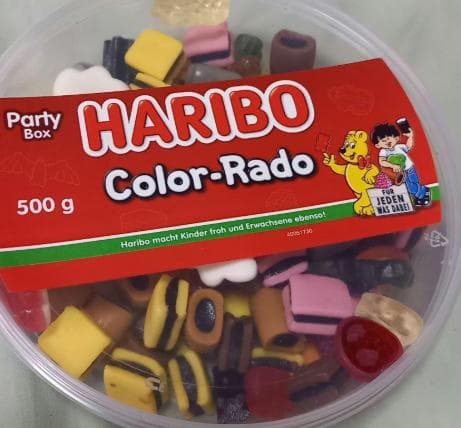 Party
Box
HARIBO
Color-Rado
500 g
FÜR
JEDEN
WAS DABEI
Haribo macht Kinder froh und Erwachsene ebenso!